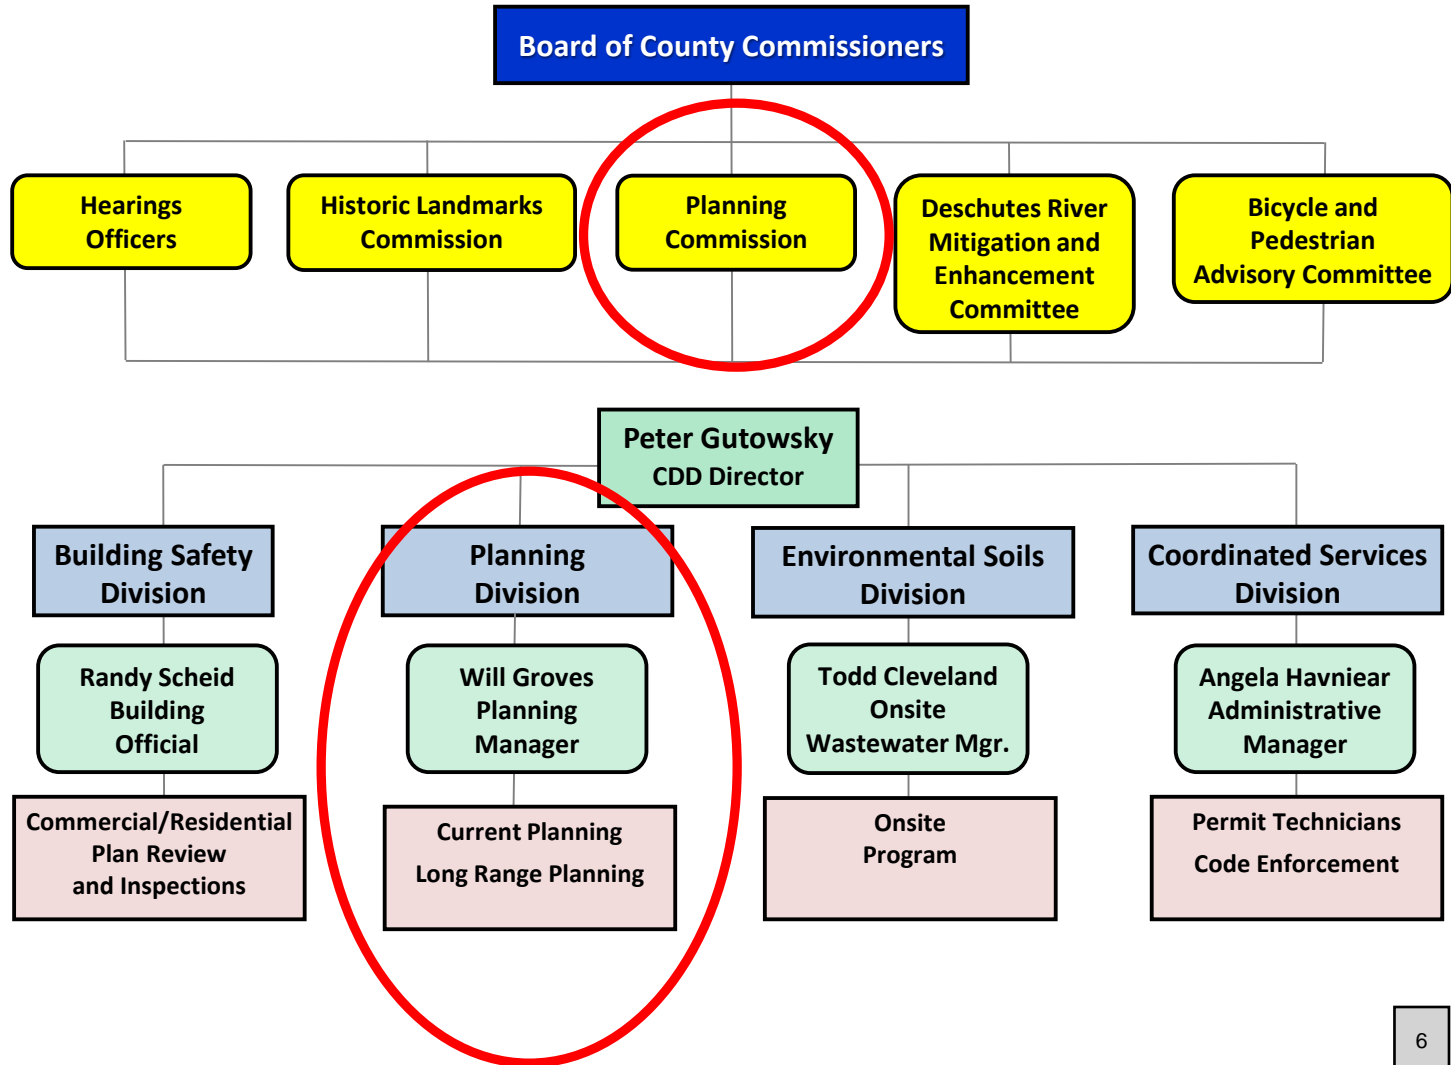 Board of County Commissioners
Hearings
Officers
Historic Landmarks
Commission
Planning
Commission
Deschutes River
Mitigation and
Enhancement
Committee
Bicycle and
Pedestrian
Advisory Committee
Peter Gutowsky
CDD Director
Building Safety
Division
Planning
Division
Environmental Soils
Division
Coordinated Services
Division
Randy Scheid
Building
Official
Will Groves
Planning
Manager
Todd Cleveland
Onsite
Wastewater Mgr.
Angela Havniear
Administrative
Manager
Commercial/Residential
Plan Review
and Inspections
Current Planning
Long Range Planning
Onsite
Program
Permit Technicians
Code Enforcement
6